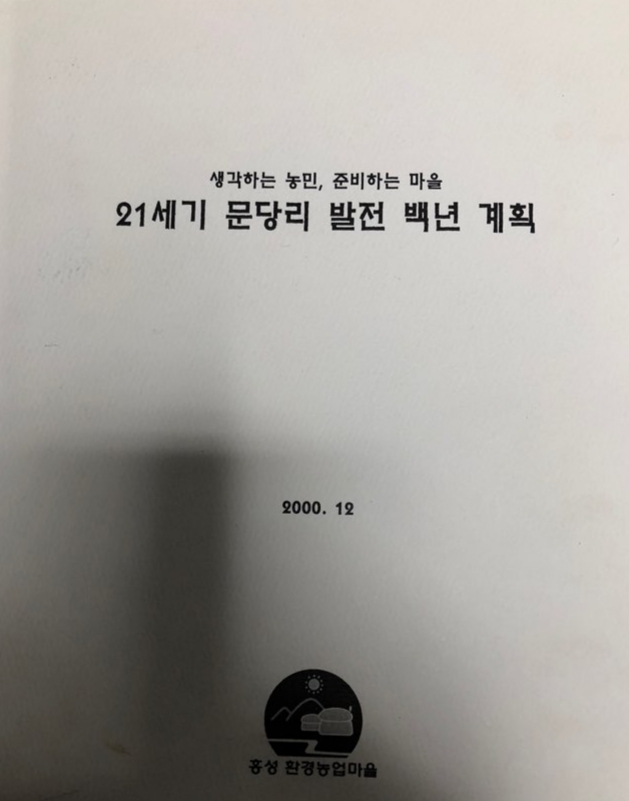 생각하는 농민, 준비하는 마을
21세기 문당리 발전 백년 계획
2000. 12
홍성 환경농업마을